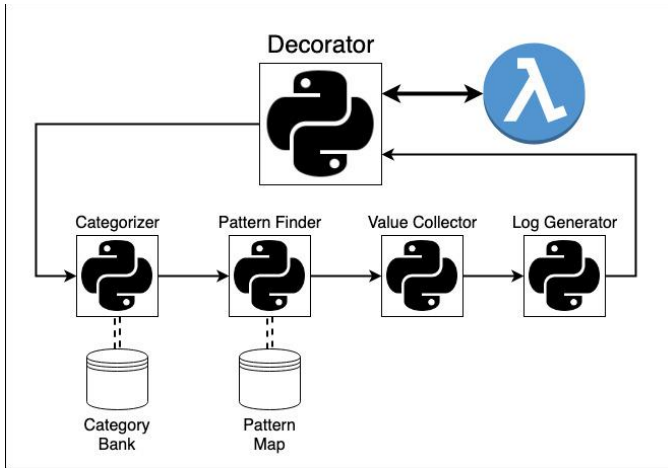 Decorator
λ
Categorizer
Pattern Finder
Value Collector
Log Generator
Category
Bank
Pattern
Map